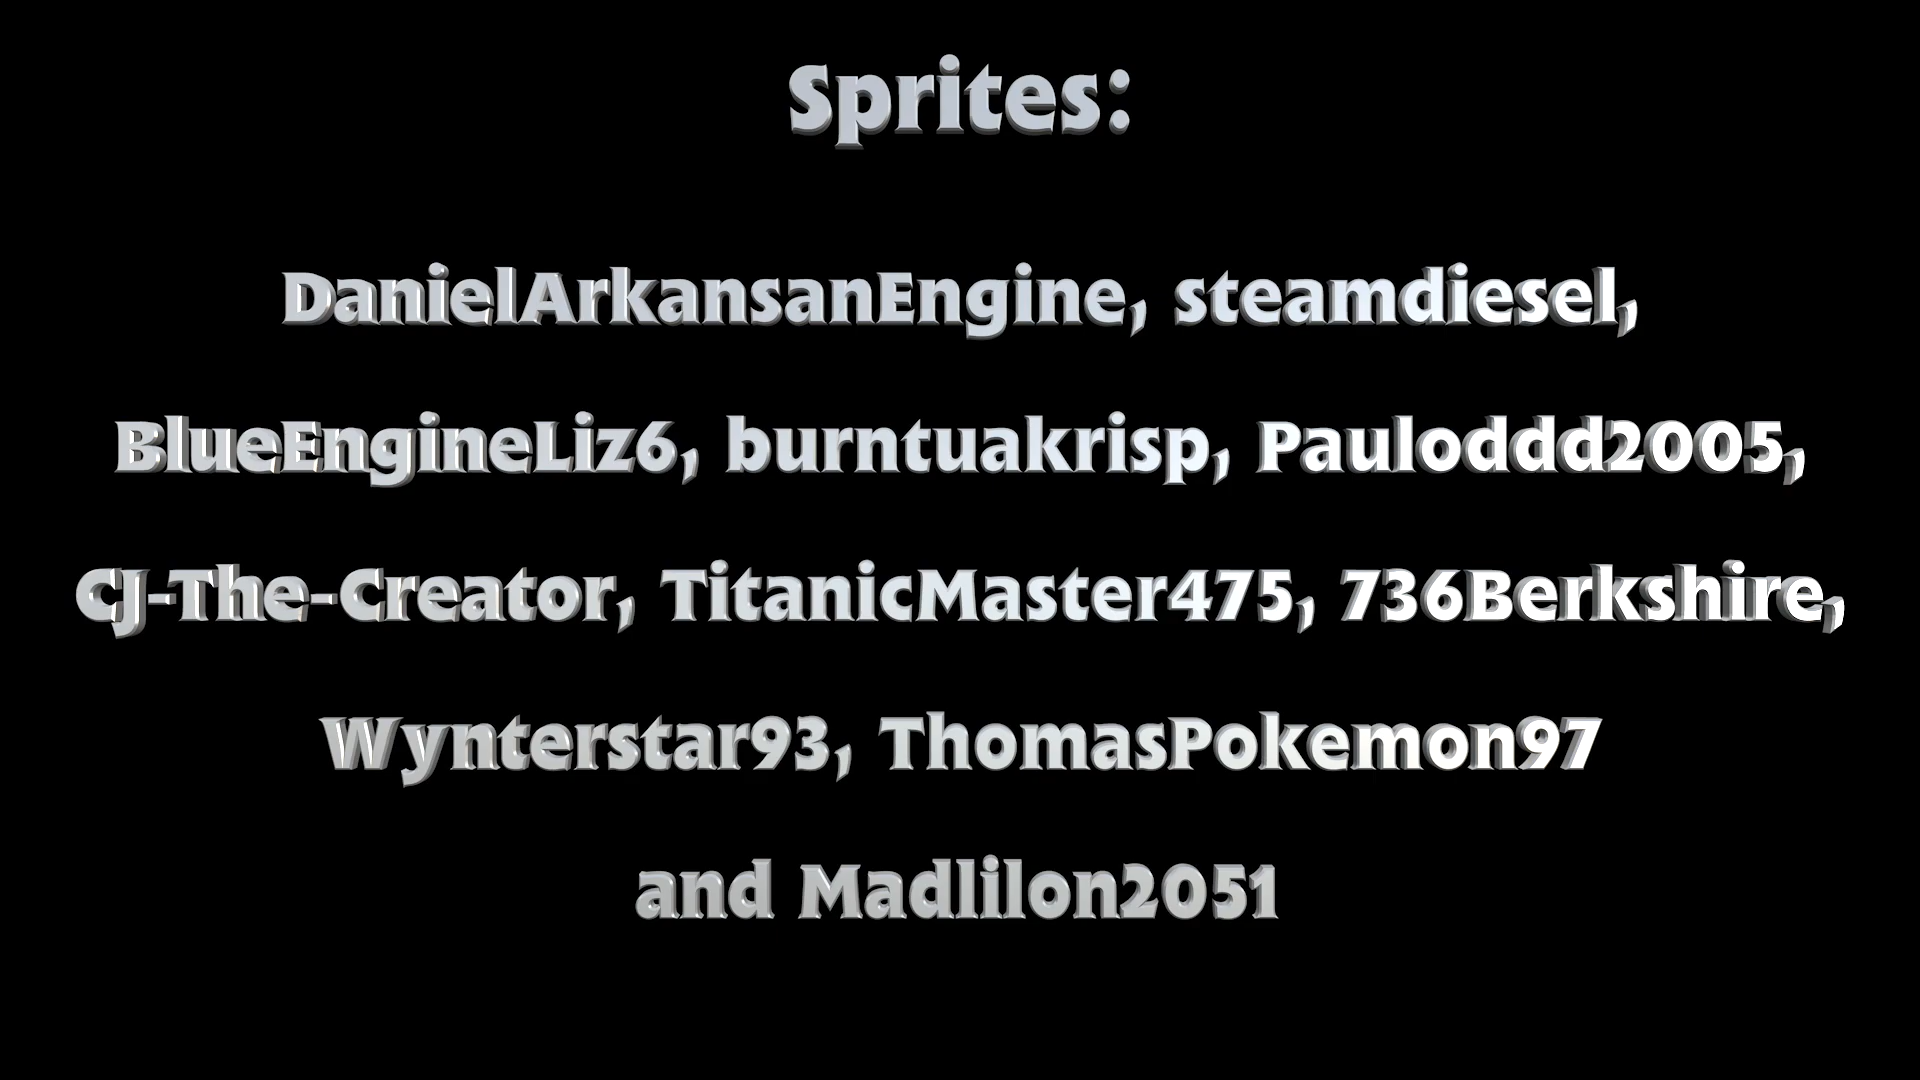 Sprites:
DanielArkansanEngine, steamdiesel,
BlueEngineLiz6, burntuakrisp, Pauloddd2005,
CJ-The-Creator, TitanicMaster475, 736Berkshire,
Wynterstar93, ThomasPokemon97
and Madlilon2051